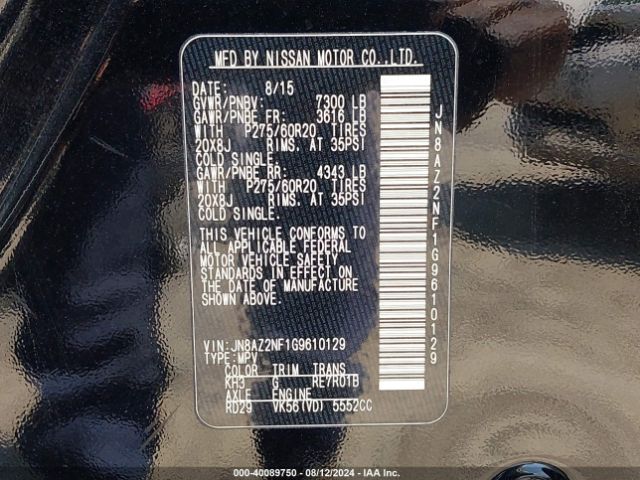 MFD BY NISSAN MOTOR CO.,LTD.
DATE: 8/15
GVWR/PNBV: 7300 LB
GAWR/PNBE FR: 3616 LB
WITH P275/60R20 TIRES
20X8J RIMS, AT 35PSI
COLD SINGLE.
GAWR/PNBE RR: 4343 LB
WITH P275/60R20 TIRES
20X8J RIMS, AT 35PSI
COLD SINGLE.
THIS VEHICLE CONFORMS TO
ALL APPLICABLE FEDERAL
MOTOR VEHICLE SAFETY
STANDARDS IN EFFECT ON
THE DATE OF MANUFACTURE
SHOWN ABOVE.
VIN:JN8AZ2NF1G9610129
TYPE:MPV
COLOR TRIM TRANS
KH3 G RE7R01B
AXLE ENGINE
RD29 VK56(VD) 5552CC
JN8AZ2NF1G9610129
000-40089750 - 08/12/2024 - IAA Inc.